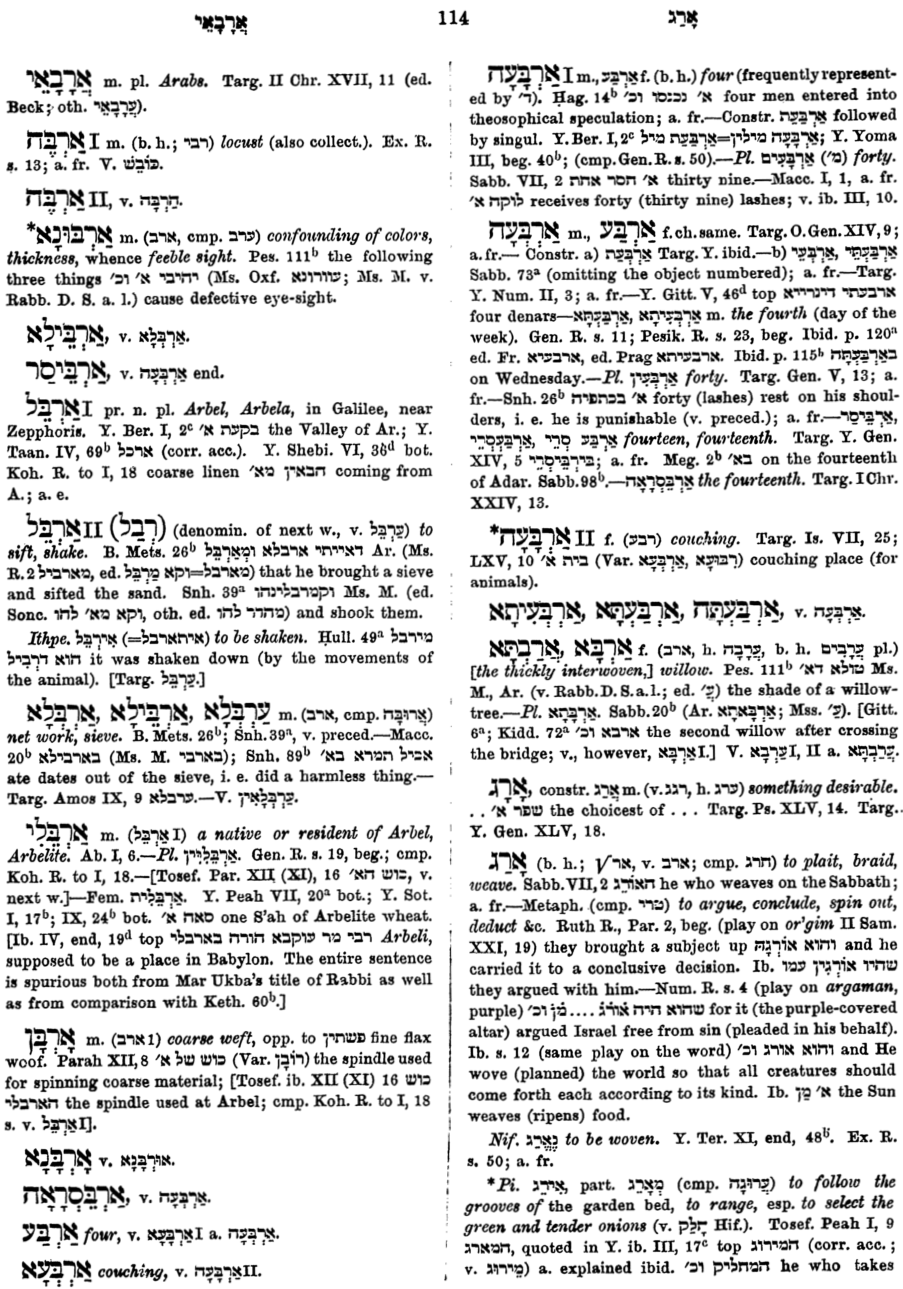 אֲרָבָאֵי
114
אָרַג
אֲרָבָאֵי m. pl. Arabs. Targ. II Chr. XVII, 11 (ed.
Beck; oth. עֲרָבָאֵי).
אַרְבֶּה I m. (b. h.; רבי) locust (also collect.). Ex. R.
s. 13; a. fr. V. כּוֹבֶשׁ.
אַרְבֶּה II, v. חַרְבָּה.
*אַרְבּוּנָא m. (ארב, cmp. ערב) confounding of colors,
thickness, whence feeble sight. Pes. 111b the following
three things יהיבי א' וכ' (Ms. Oxf. שוורונא; Ms. M. v.
Rabb. D. S. a. l.) cause defective eye-sight.
אַרְבֵּילָא, v. אַרְבְּלָא.
אַרְבֵּיסַר, v. אַרְבְּעָה end.
אַרְבֵּל I pr. n. pl. Arbel, Arbela, in Galilee, near
Zepphoris. Y. Ber. I, 2c בקעת א' the Valley of Ar.; Y.
Taan. IV, 69b ארכל (corr. acc.). Y. Shebi. VI, 36d bot.
Koh. R. to I, 18 coarse linen הבאין מא' coming from
A.; a. e.
אַרְבֵּל II (רְבַל) (denomin. of next w., v. עַרְבֵּל) to
sift, shake. B. Mets. 26b דאייתי ארבלא ומְאַרְבֵּל Ar. (Ms.
R. 2 מארביל, ed. וקא מַרְבֵּל=מארבל) that he brought a sieve
and sifted the sand. Snh. 39a וקמרבלינהו Ms. M. (ed.
Sonc. וקא מא' להו, oth. ed. מהדר להו) and shook them.
Ithpe. אִירְבֵּל (=איתארבל) to be shaken. Ḥull. 49a מירבל
הוא דרביל it was shaken down (by the movements of
the animal). [Targ. עַרְבֵּל.]
אַרְבְּלָא, אַרְבֵּילָא, עַרְבְּלָא m. (ארב, cmp. אֲרוּבָּה)
net work, sieve. B. Mets. 26b; Snh. 39a, v. preced.—Macc.
20b בארבילא (Ms. M. בארבי); Snh. 89b אכיל תמרא בא'
ate dates out of the sieve, i. e. did a harmless thing.—
Targ. Amos IX, 9 ערבלא.—V. עַרְבְּלָאִין.
אַרְבֵּלִי m. (אַרְבֵּל I) a native or resident of Arbel,
Arbelite. Ab. I, 6.—Pl. אַרְבֵּלִיִּין. Gen. R. s. 19, beg.; cmp.
Koh. R. to I, 18.—[Tosef. Par. XII (XI), 16 כוש הא', v.
next w.]—Fem. אַרְבֵּלִית. Y. Peah VII, 20a bot.; Y. Sot.
I, 17b; IX, 24b bot. סאה א' one S'ah of Arbelite wheat.
[Ib. IV, end, 19d top רבי מר עוקבא הורה בארבלי Arbeli,
supposed to be a place in Babylon. The entire sentence
is spurious both from Mar Ukba's title of Rabbi as well
as from comparison with Keth. 60b.]
אַרְבָּן m. (ארב 1) coarse weft, opp. to פשתין fine flax
woof. Parah XII, 8 כוש של א' (Var. רוֹבָן) the spindle used
for spinning coarse material; [Tosef. ib. XII (XI) 16 כוש
הארבלי the spindle used at Arbel; cmp. Koh. R. to I, 18
s. v. אַרְבֵּל I].
אָרְבָּנָא v. אוּרְבָּנָא.
אַרְבֵּסְרָאָה, v. אַרְבְּעָה.
אַרְבַּע four, v. אַרְבְּעָא I a. אַרְבְּעָה.
אַרְבְּעָא couching, v. אַרְבָּעָה II.
אַרְבָּעָה I m., אַרְבַּע f. (b. h.) four (frequently represent-
ed by ד'). Ḥag. 14b א' נכנסו וכ' four men entered into
theosophical speculation; a. fr.—Constr. אַרְבַּעַת followed
by singul. Y. Ber. I, 2c אַרְבַּעַת מיל=אַרְבָּעָה מילין; Y. Yoma
III, beg. 40b; (cmp. Gen. R. s. 50).—Pl. אַרְבָּעִים (מ') forty.
Sabb. VII, 2 א' חסר אחת thirty nine.—Macc. I, 1, a. fr.
לוקה א' receives forty (thirty nine) lashes; v. ib. III, 10.
אַרְבְּעָה m., אַרְבַּע f. ch. same. Targ. O. Gen. XIV, 9;
a. fr.— Constr. a) אַרְבַּעַת Targ. Y. ibid.—b) אַרְבַּעְתֵּי, אַרְבְּעֵי
Sabb. 73a (omitting the object numbered); a. fr.—Targ.
Y. Num. II, 3; a. fr.—Y. Gitt. V, 46d top ארבעתי דינרייא
four denars—אַרְבַּעְתָּא, אַרְבְּעִיתָא m. the fourth (day of the
week). Gen. R. s. 11; Pesik. R. s. 23, beg. Ibid. p. 120a
ed. Fr. ארבעיא, ed. Prag ארבעיתא. Ibid. p. 115b בארבעתה
on Wednesday.—Pl. אַרְבְּעִין forty. Targ. Gen. V, 13; a.
fr.—Snh. 26b א' בכתפיה forty (lashes) rest on his shoul-
ders, i. e. he is punishable (v. preced.); a. fr.—אַרְבֵּיסַר,
אַרְבַּע סְרֵי, אַרְבַּעְסְרֵי fourteen, fourteenth. Targ. Y. Gen.
XIV, 5 בֵּירְבֵּיסְרֵי; a. fr. Meg. 2b בא' on the fourteenth
of Adar. Sabb. 98b.—אַרְבֵּסְרָאָה the fourteenth. Targ. I Chr.
XXIV, 13.
*אַרְבָּעָה II f. (רבע) couching. Targ. Is. VII, 25;
LXV, 10 בית א' (Var. אַרְבְּעָא, רְבוּעָא) couching place (for
animals).
אַרְבְּעִיתָא, אַרְבַּעְתָּא, אַרְבַּעְתָּה, v. אַרְבְּעָה.
אַרְבָא, אֲרַבְתָּא f. (ארב, h. עֲרָבָה, b. h. עֲרָבִים pl.)
[the thickly interwoven,] willow. Pes. 111b טולא דא' Ms.
M., Ar. (v. Rabb. D. S. a. l.; ed. ע') the shade of a willow-
tree.—Pl. אַרְבָתָא. Sabb. 20b (Ar. אַרְבָאתָא; Mss. ע'). [Gitt.
6a; Kidd. 72a ארבא וכ' the second willow after crossing
the bridge; v., however, אַרְבָּא I.] V. עַרְבָא I, II a. עֲרַבְתָּא.
אָרָג, constr. אֲרַג m. (רגג, h. ערג) something desirable.
. . שפר א' the choicest of . . . Targ. Ps. XLV, 14. Targ.
Y. Gen. XLV, 18.
אָרַג (b. h.; √אר, v. ארב; cmp. חרג) to plait, braid,
weave. Sabb. VII, 2 האוֹרֵג he who weaves on the Sabbath;
a. fr.—Metaph. (cmp. טרי) to argue, conclude, spin out,
deduct &c. Ruth R., Par. 2, beg. (play on or'gim II Sam.
XXI, 19) they brought a subject up והוא אוֹרְגָהּ and he
carried it to a conclusive decision. Ib. שהיו אוֹרְגִין עמו
they argued with him.—Num. R. s. 4 (play on argaman,
purple) שהוא היה אוֹרֵג .... מן וכ' for it (the purple-covered
altar) argued Israel free from sin (pleaded in his behalf).
Ib. s. 12 (same play on the word) והוא אורג וכ' and He
wove (planned) the world so that all creatures should
come forth each according to its kind. Ib. א' מָן the Sun
weaves (ripens) food.
Nif. נֶאֱרַג to be woven. Y. Ter. XI, end, 48b. Ex. R.
s. 50; a. fr.
*Pi. אֵירֵג, part. מְאָרֵג (cmp. עֲרוּגָה) to follow the
grooves of the garden bed, to range, esp. to select the
green and tender onions (v. חָלַק Hif.). Tosef. Peah I, 9
המארג, quoted in Y. ib. III, 17c top המירוג (corr. acc.;
v. מֵירוּג) a. explained ibid. המחליק וכ' he who takes